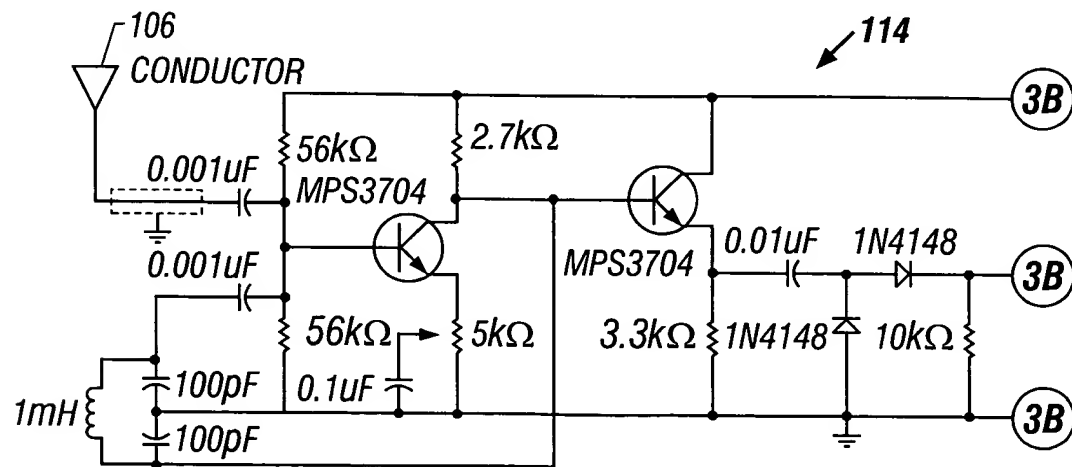 106
114
CONDUCTOR
3B
56kΩ
2.7kΩ
0.001uF
MPS3704
0.001uF
MPS3704
0.01uF
1N4148
3B
56kΩ
5kΩ
3.3kΩ
1N4148
10kΩ
100pF
0.1uF
1mH
100pF
3B